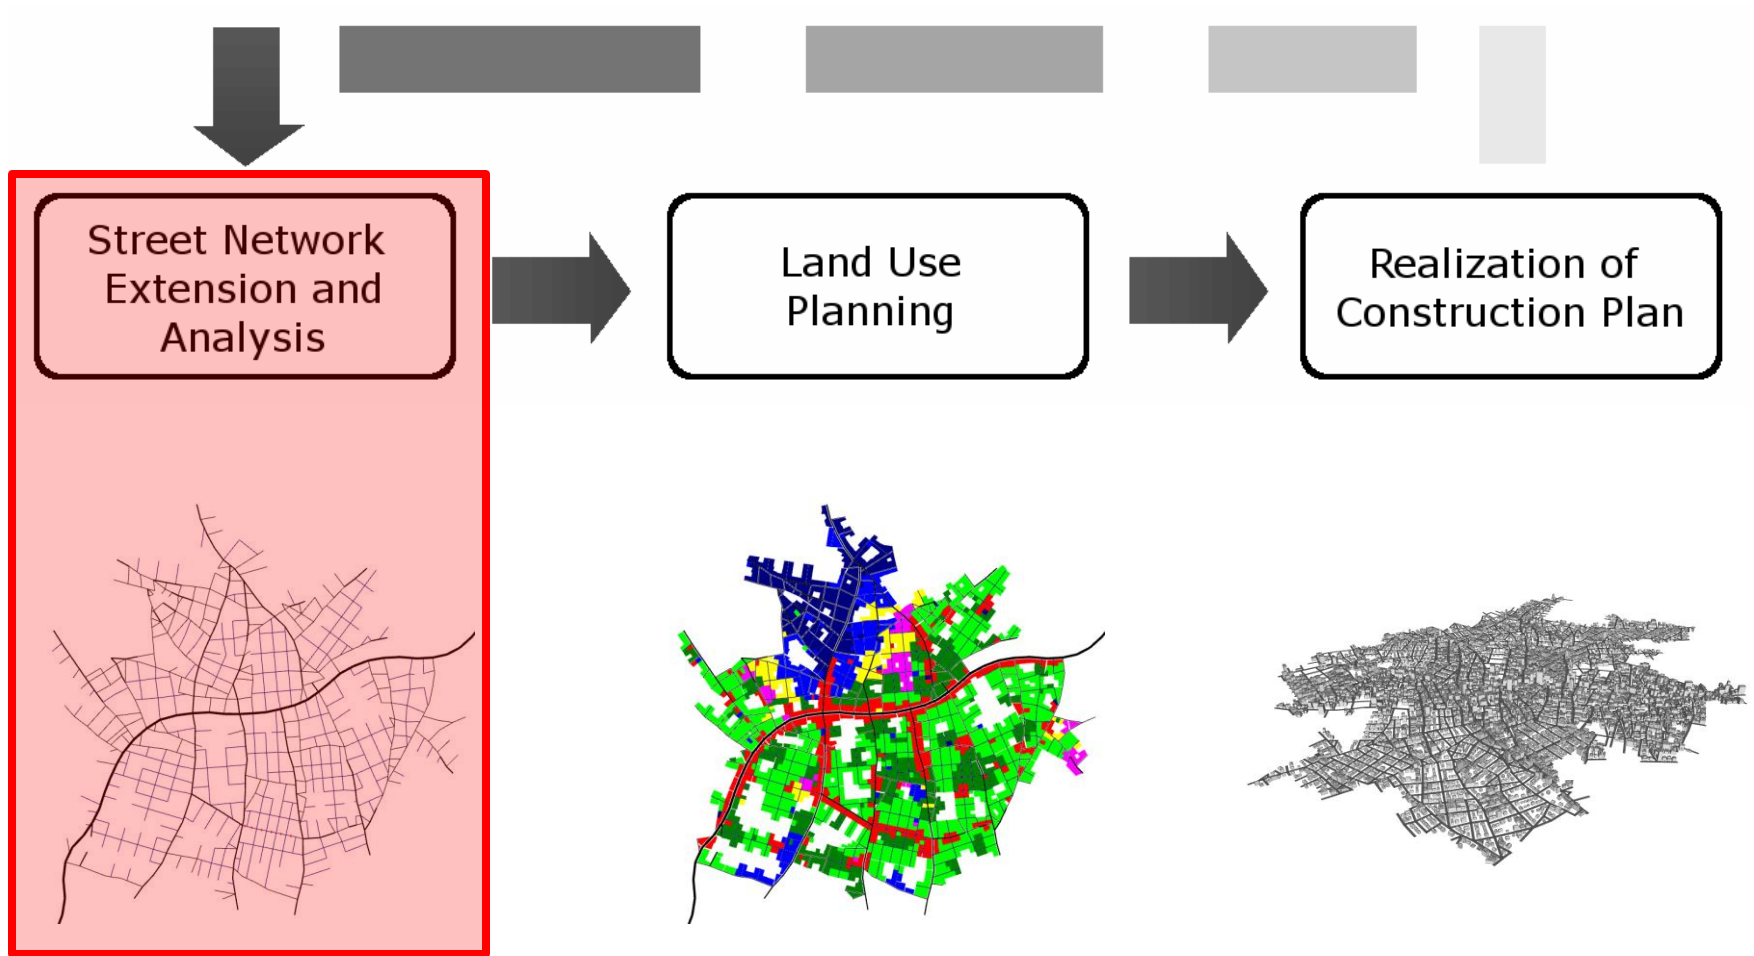 Street Network
Extension and
Analysis
Land Use
Planning
Realization of
Construction Plan